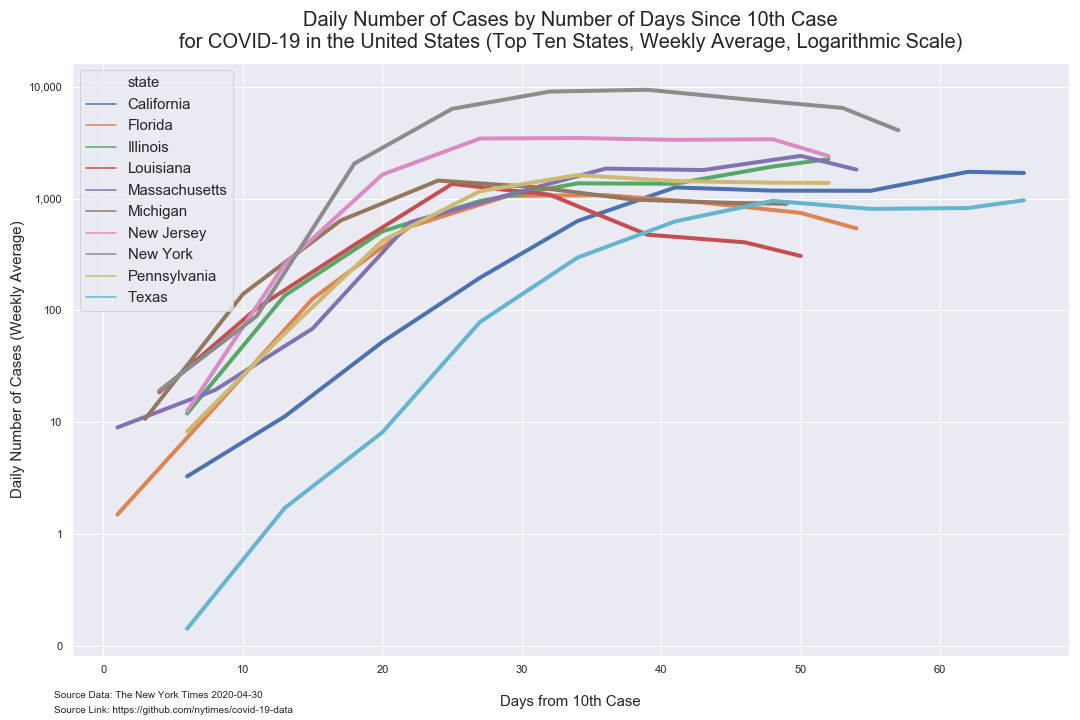 Daily Number of Cases by Number of Days Since 10th Case
for COVID-19 in the United States (Top Ten States, Weekly Average, Logarithmic Scale)
state
California
Florida
Illinois
Louisiana
Massachusetts
Michigan
New Jersey
New York
Pennsylvania
Texas
Daily Number of Cases (Weekly Average)
10,000
1,000
100
10
1
0
0
10
20
30
40
50
60
Days from 10th Case
Source Data: The New York Times 2020-04-30
Source Link: https://github.com/nytimes/covid-19-data